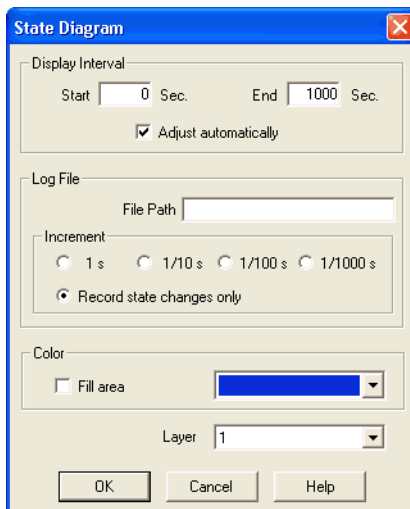 State Diagram
Display Interval
Start 0 Sec. End 1000 Sec.
Adjust automatically
Log File
File Path
Increment
1 s 1/10 s 1/100 s 1/1000 s
Record state changes only
Color
Fill area
Layer 1
OK Cancel Help